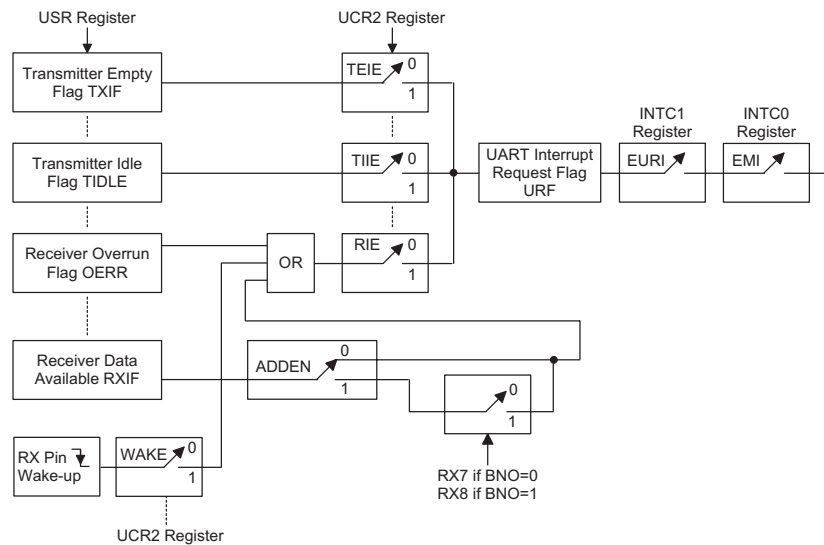 USR Register
UCR2 Register
Transmitter Empty
Flag TXIF
TEIE
0
1
INTC1
Register
INTC0
Register
Transmitter Idle
Flag TIDLE
TIIE
0
1
UART Interrupt
Request Flag
URF
EURI
EMI
Receiver Overrun
Flag OERR
OR
RIE
0
1
Receiver Data
Available RXIF
ADDEN
0
1
0
1
RX Pin
Wake-up
WAKE
0
1
RX7 if BNO=0
RX8 if BNO=1
UCR2 Register